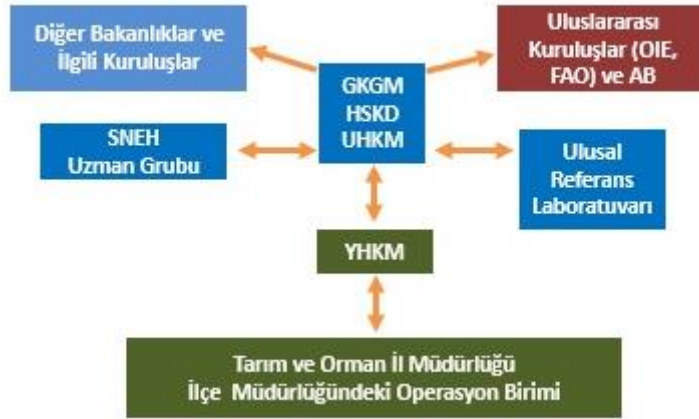 Diğer Bakanlıklar ve
İlgili Kuruluşlar
Uluslararası
Kuruluşlar (OIE,
FAO) ve AB
GKGM
HSKD
UHKM
SNEH
Uzman Grubu
Ulusal
Referans
Laboratuvarı
YHKM
Tarım ve Orman İl Müdürlüğü
İlçe Müdürlüğündeki Operasyon Birimi